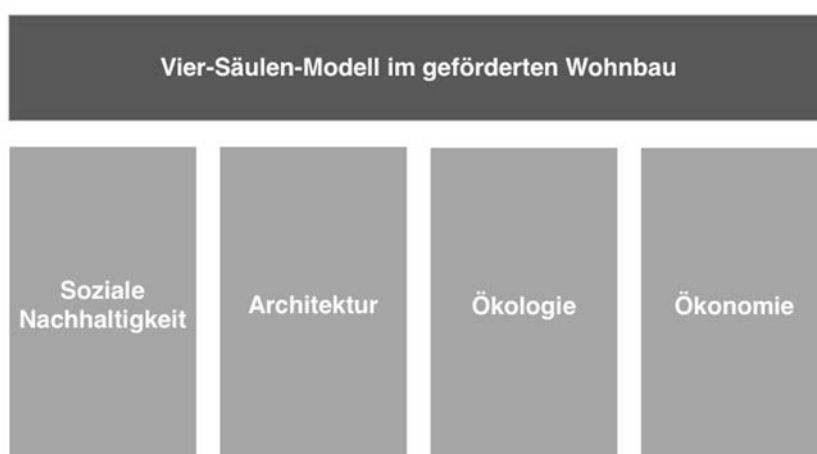 Vier-Säulen-Modell im geförderten Wohnbau
Soziale
Nachhaltigkeit
Architektur
Ökologie
Ökonomie